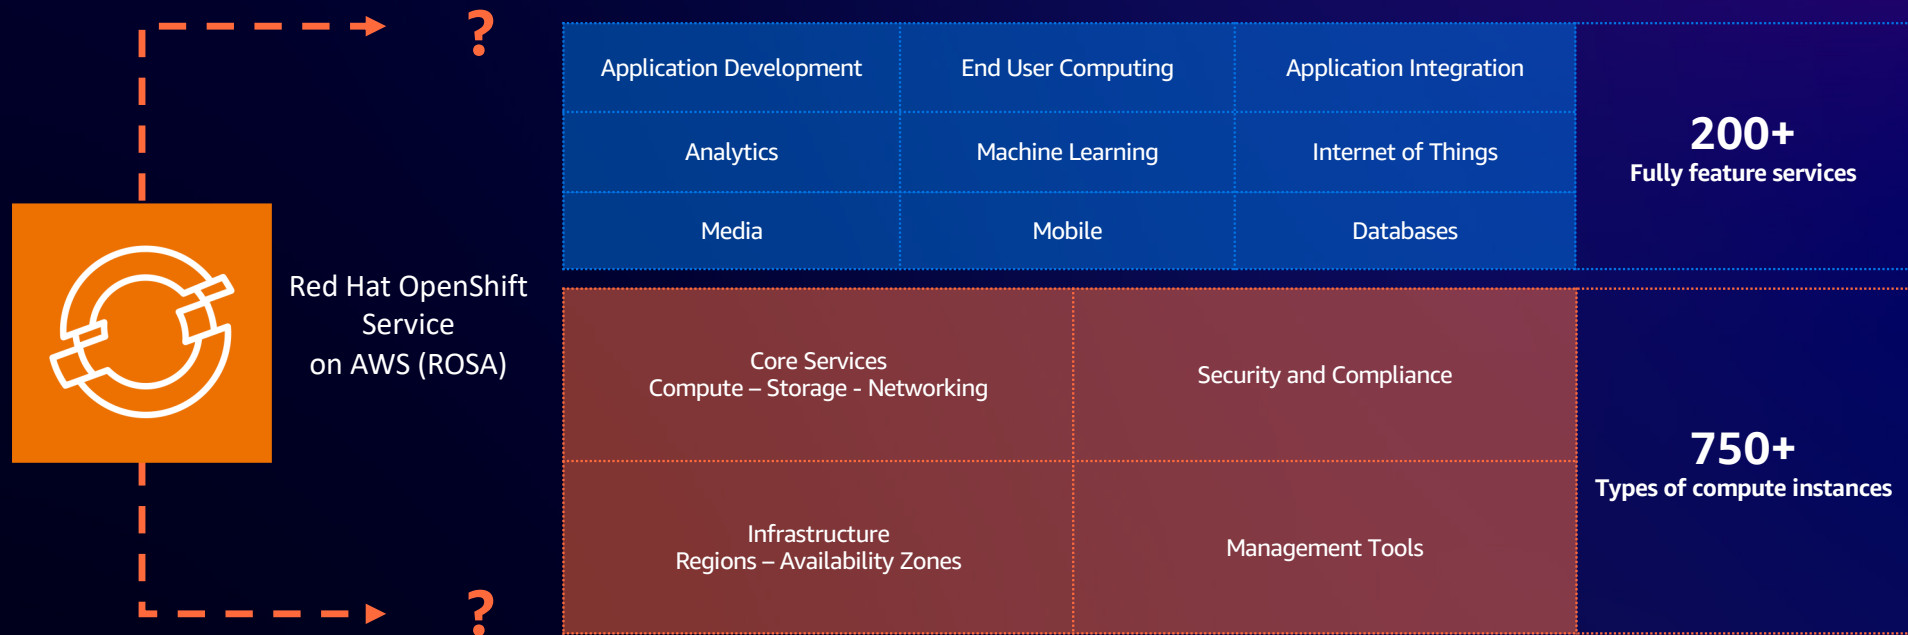 ?
Red Hat OpenShift
Service
on AWS (ROSA)
?
Application Development
End User Computing
Application Integration
Analytics
Machine Learning
Internet of Things
Media
Mobile
Databases
200+
Fully feature services
Core Services
Compute – Storage - Networking
Security and Compliance
Infrastructure
Regions – Availability Zones
Management Tools
750+
Types of compute instances